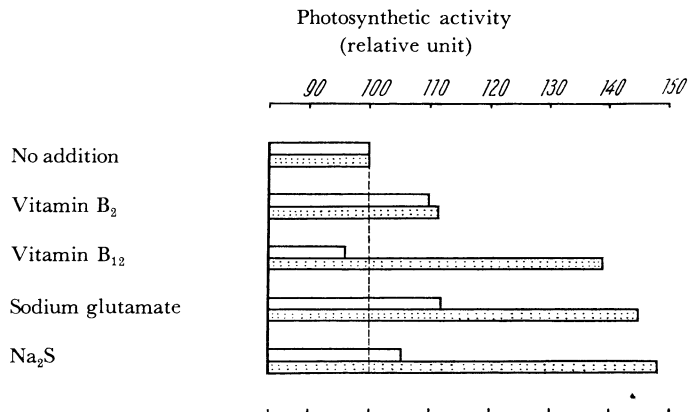 Photosynthetic activity
(relative unit)
90 100 110 120 130 140 150
No addition
Vitamin B₂
Vitamin B₁₂
Sodium glutamate
Na₂S